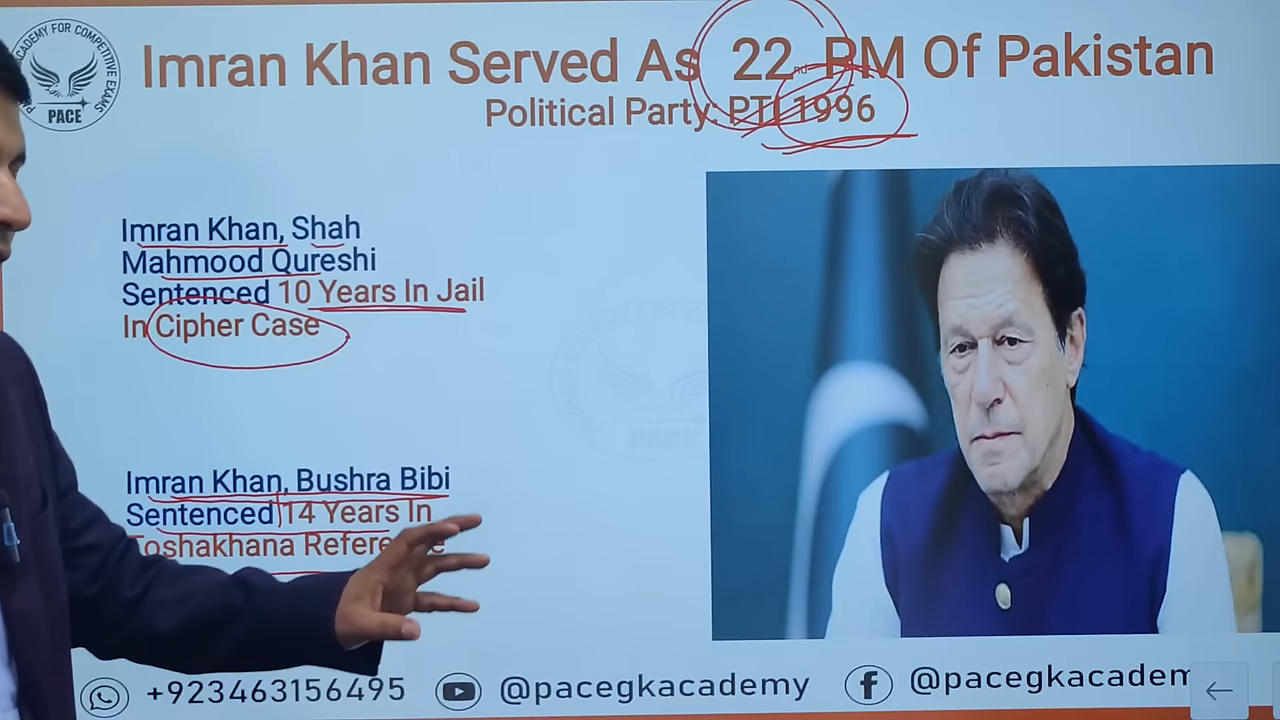 ACADEMY FOR COMPETITIVE EXAMS
PACE
Imran Khan Served As 22nd PM Of Pakistan
Political Party: PTI 1996
Imran Khan, Shah
Mahmood Qureshi
Sentenced 10 Years In Jail
In Cipher Case
PACE
Imran Khan, Bushra Bibi
Sentenced 14 Years In
Toshakhana
+923463156495
@pacegkacademy
@pacegkacadem